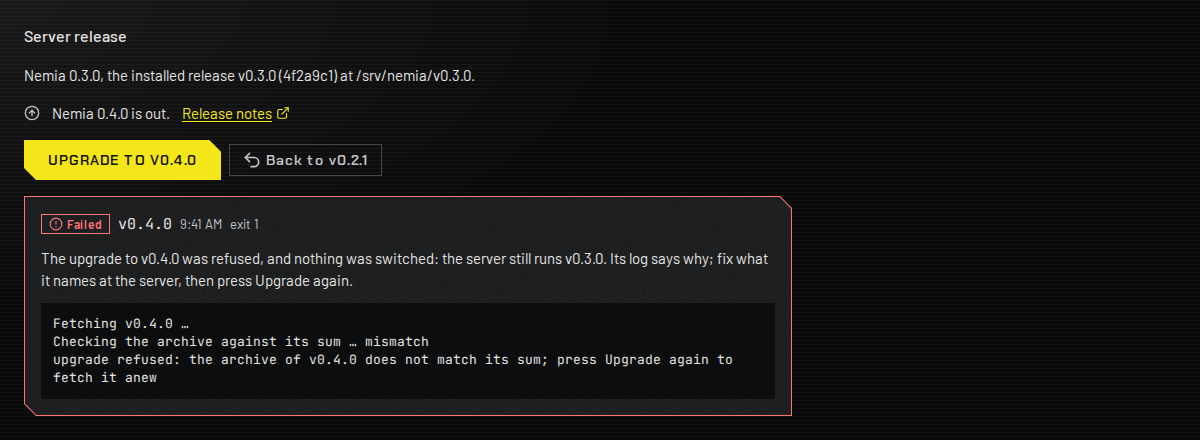 Server release
Nemia 0.3.0, the installed release v0.3.0 (4f2a9c1) at /srv/nemia/v0.3.0.
Nemia 0.4.0 is out. Release notes
UPGRADE TO V0.4.0 Back to v0.2.1
Failed v0.4.0 9:41 AM exit 1
The upgrade to v0.4.0 was refused, and nothing was switched: the server still runs v0.3.0. Its log says why; fix what
it names at the server, then press Upgrade again.
Fetching v0.4.0 …
Checking the archive against its sum … mismatch
upgrade refused: the archive of v0.4.0 does not match its sum; press Upgrade again to
fetch it anew